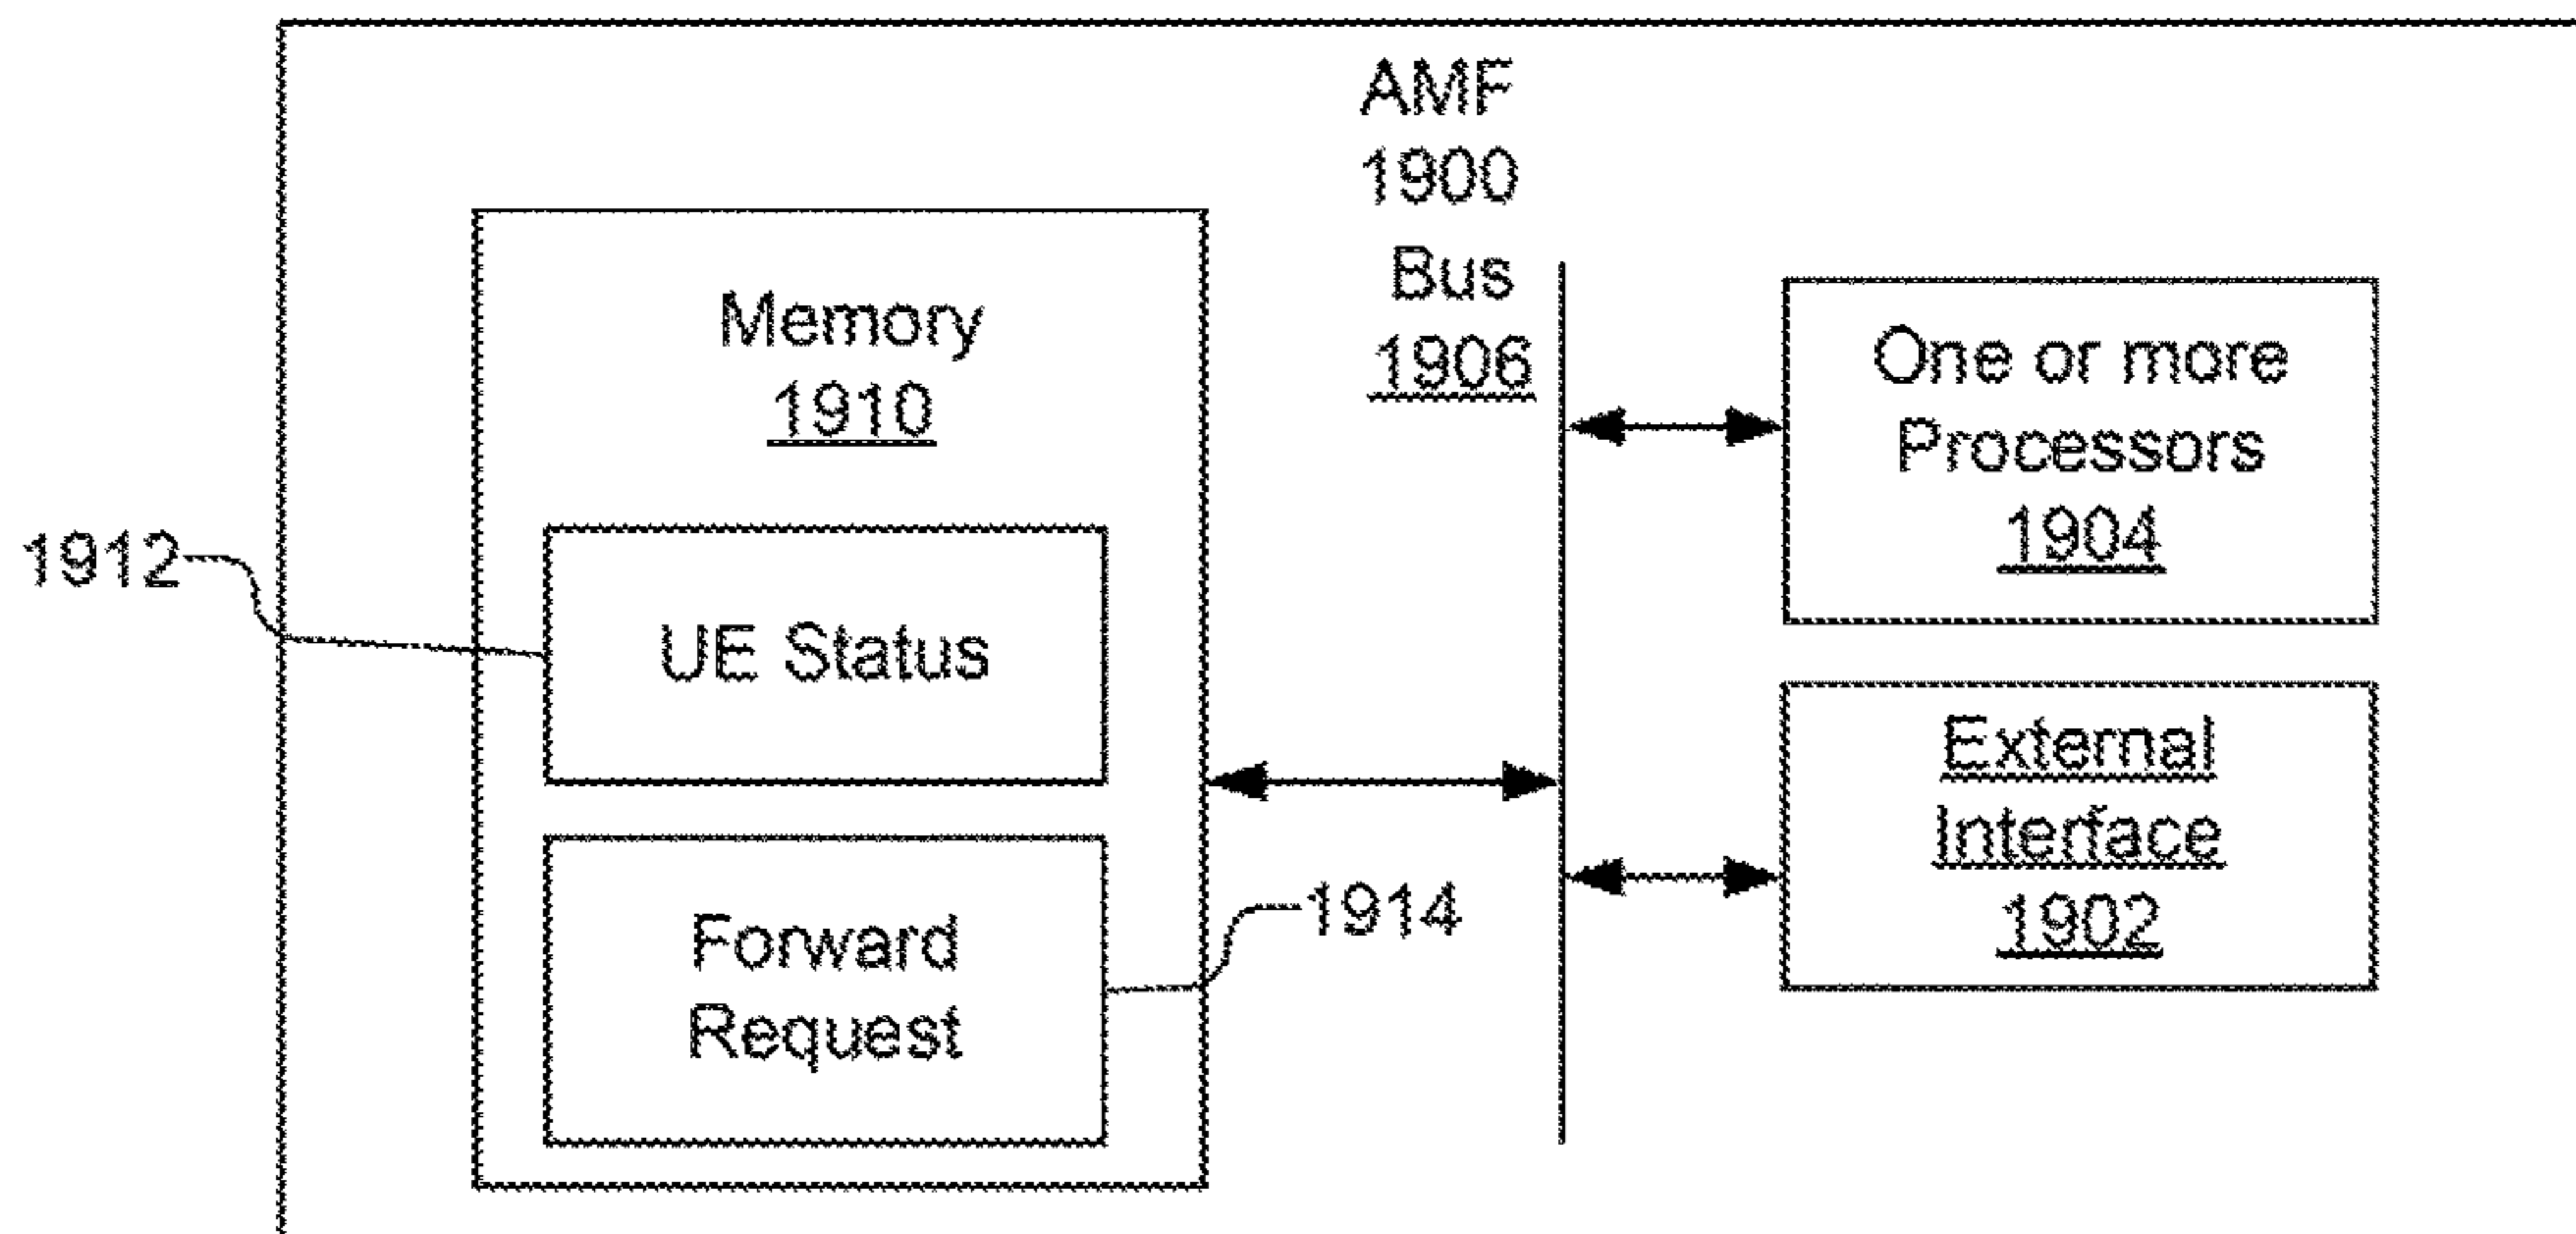 AMF
1900
Bus
1906
Memory
1910
1912
UE Status
Forward
Request
1914
One or more
Processors
1904
External
Interface
1902